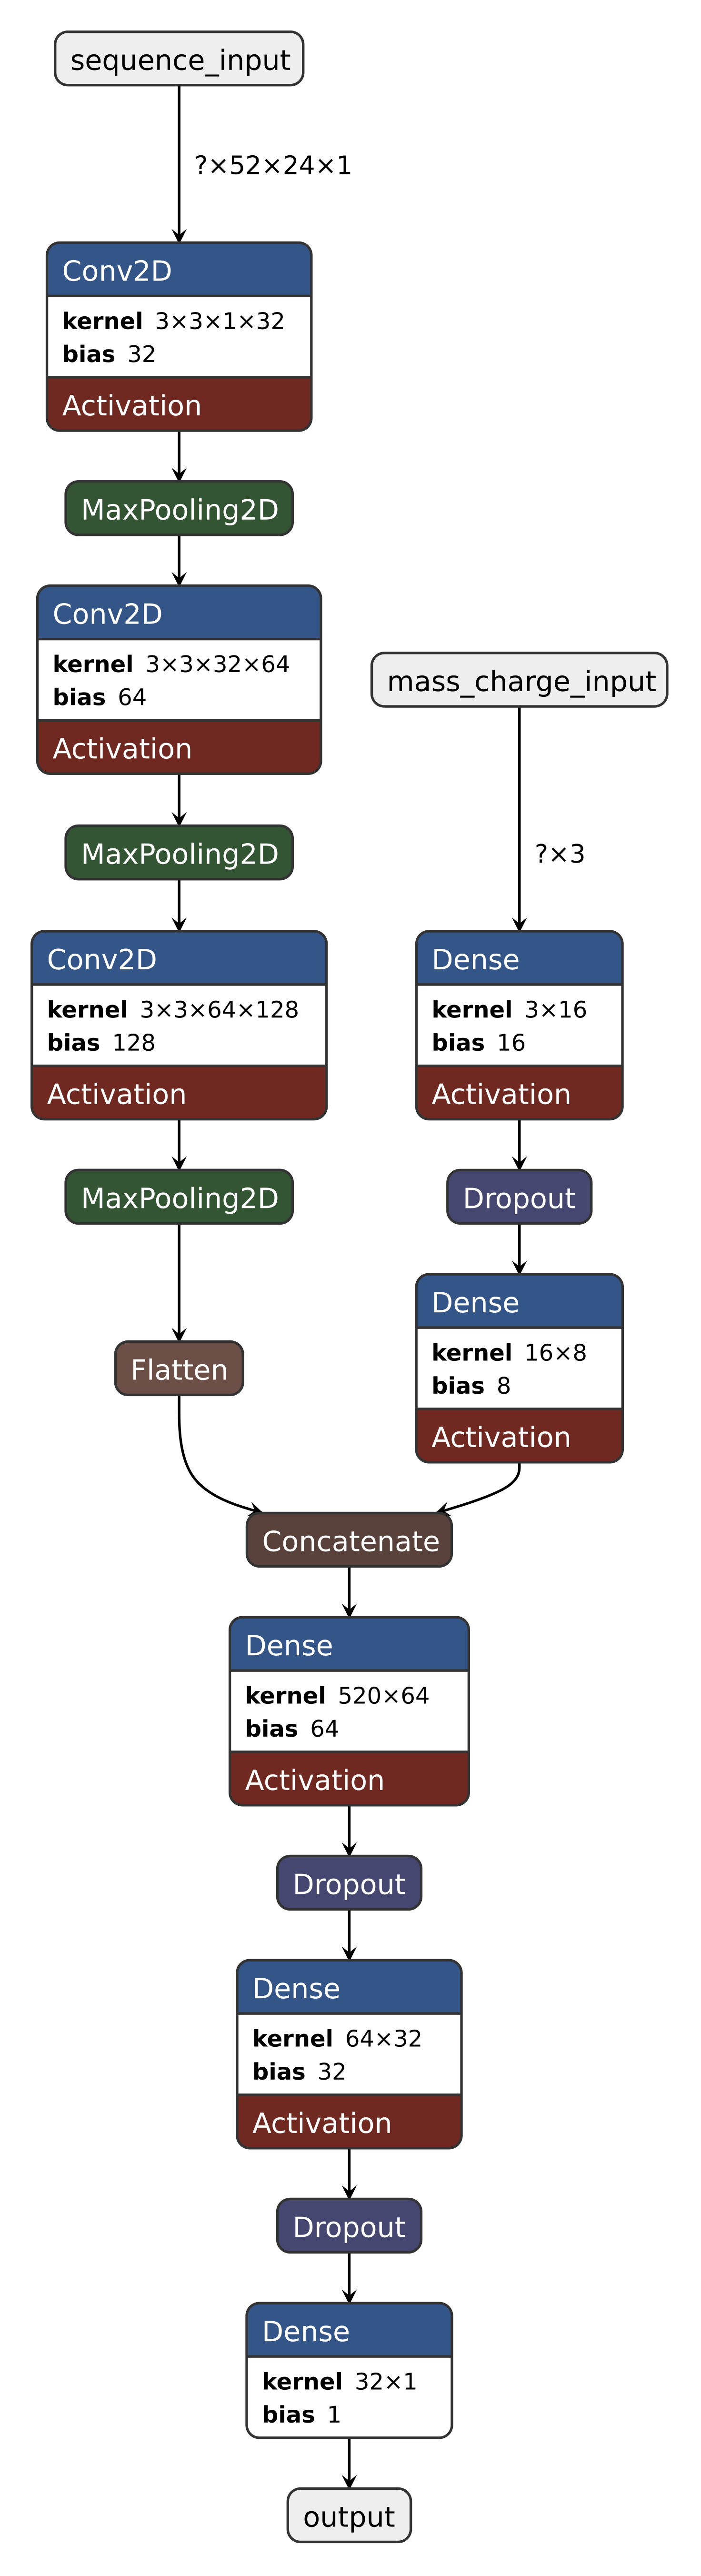 sequence_input
?×52×24×1
Conv2D
kernel 3×3×1×32
bias 32
Activation
MaxPooling2D
Conv2D
kernel 3×3×32×64
bias 64
Activation
MaxPooling2D
Conv2D
kernel 3×3×64×128
bias 128
Activation
MaxPooling2D
Flatten
mass_charge_input
?×3
Dense
kernel 3×16
bias 16
Activation
Dropout
Dense
kernel 16×8
bias 8
Activation
Concatenate
Dense
kernel 520×64
bias 64
Activation
Dropout
Dense
kernel 64×32
bias 32
Activation
Dropout
Dense
kernel 32×1
bias 1
output